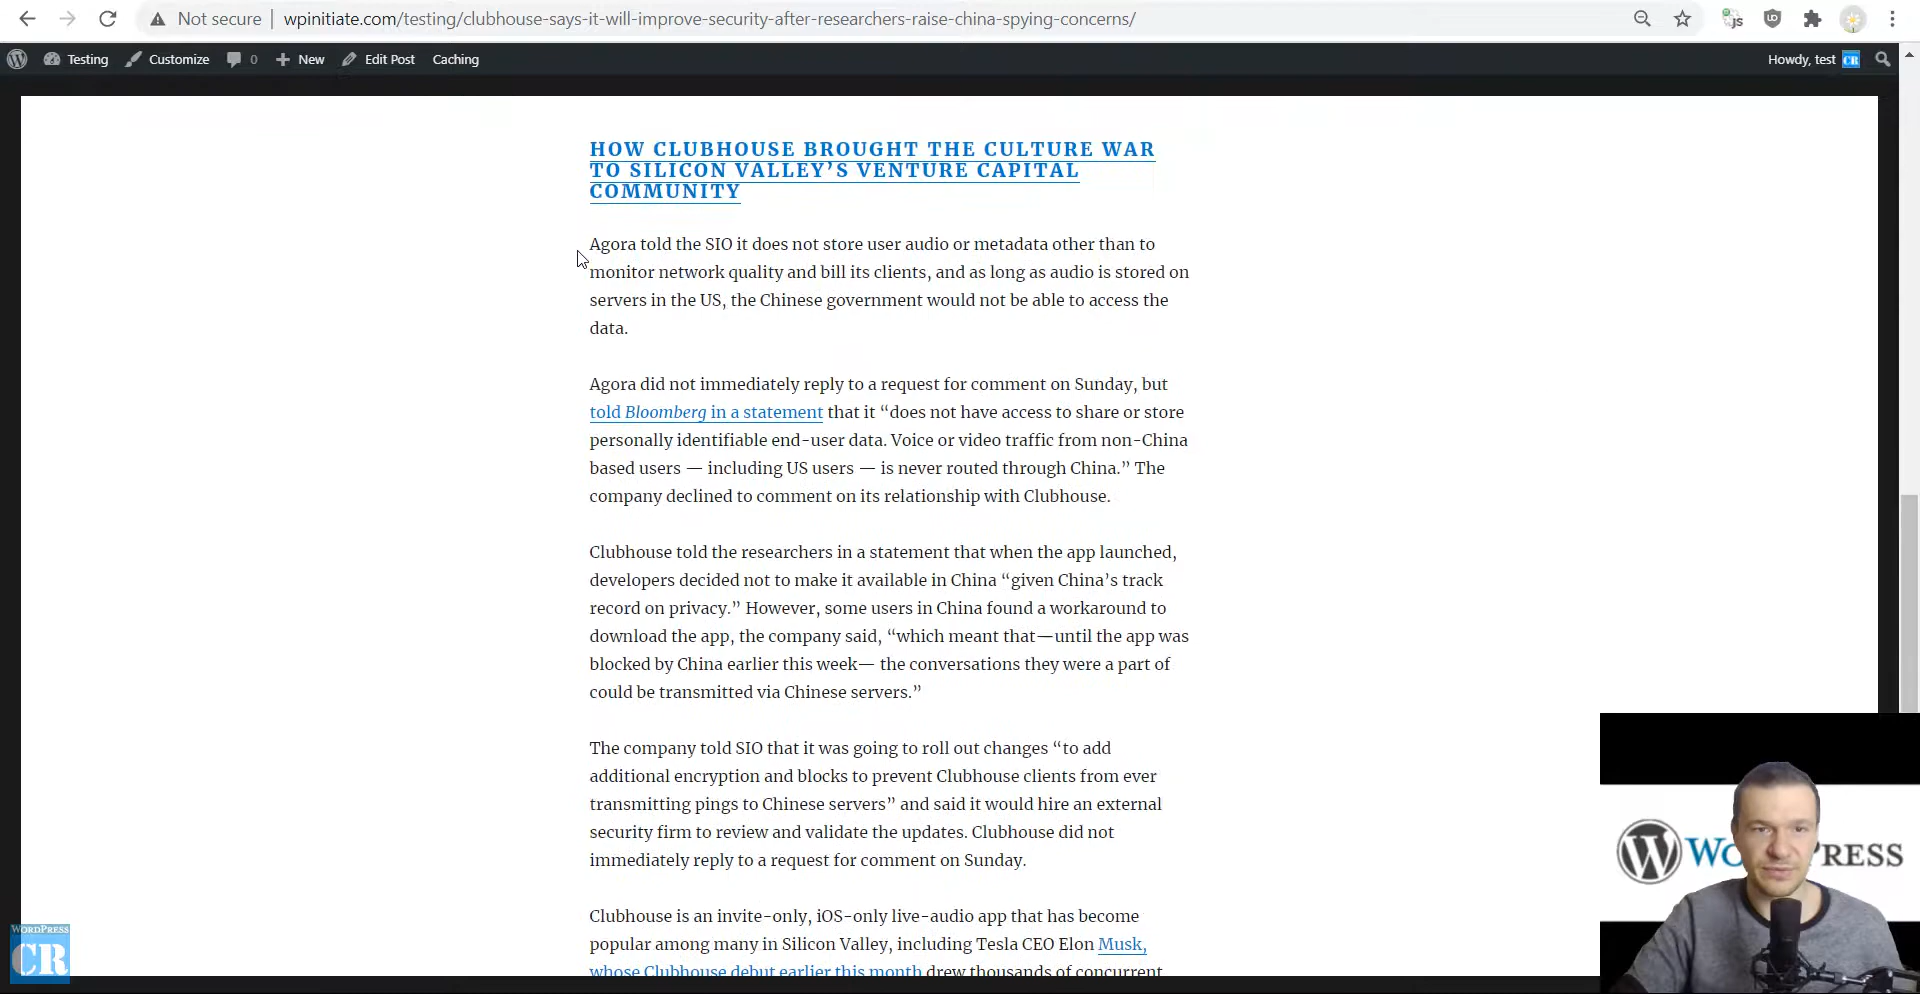 Not secure | wpinitiate.com/testing/clubhouse-says-it-will-improve-security-after-researchers-raise-china-spying-concerns/
JS
Testing Customize 0 New Edit Post Caching Howdy, test CR
HOW CLUBHOUSE BROUGHT THE CULTURE WAR
TO SILICON VALLEY’S VENTURE CAPITAL
COMMUNITY
Agora told the SIO it does not store user audio or metadata other than to
monitor network quality and bill its clients, and as long as audio is stored on
servers in the US, the Chinese government would not be able to access the
data.
Agora did not immediately reply to a request for comment on Sunday, but
told Bloomberg in a statement that it “does not have access to share or store
personally identifiable end-user data. Voice or video traffic from non-China
based users — including US users — is never routed through China.” The
company declined to comment on its relationship with Clubhouse.
Clubhouse told the researchers in a statement that when the app launched,
developers decided not to make it available in China “given China’s track
record on privacy.” However, some users in China found a workaround to
download the app, the company said, “which meant that—until the app was
blocked by China earlier this week— the conversations they were a part of
could be transmitted via Chinese servers.”
The company told SIO that it was going to roll out changes “to add
additional encryption and blocks to prevent Clubhouse clients from ever
transmitting pings to Chinese servers” and said it would hire an external
security firm to review and validate the updates. Clubhouse did not
immediately reply to a request for comment on Sunday.
Clubhouse is an invite-only, iOS-only live-audio app that has become
popular among many in Silicon Valley, including Tesla CEO Elon Musk,
whose Clubhouse debut earlier this month drew thousands of concurrent
WORDPRESS
CR
W WO RESS